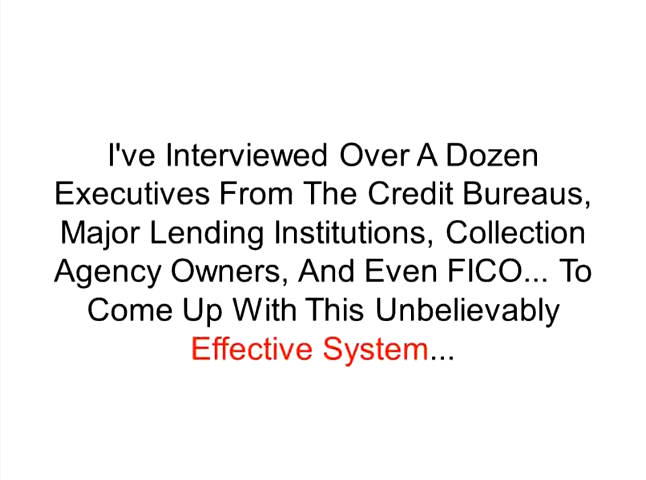 I've Interviewed Over A Dozen
Executives From The Credit Bureaus,
Major Lending Institutions, Collection
Agency Owners, And Even FICO... To
Come Up With This Unbelievably
Effective System...